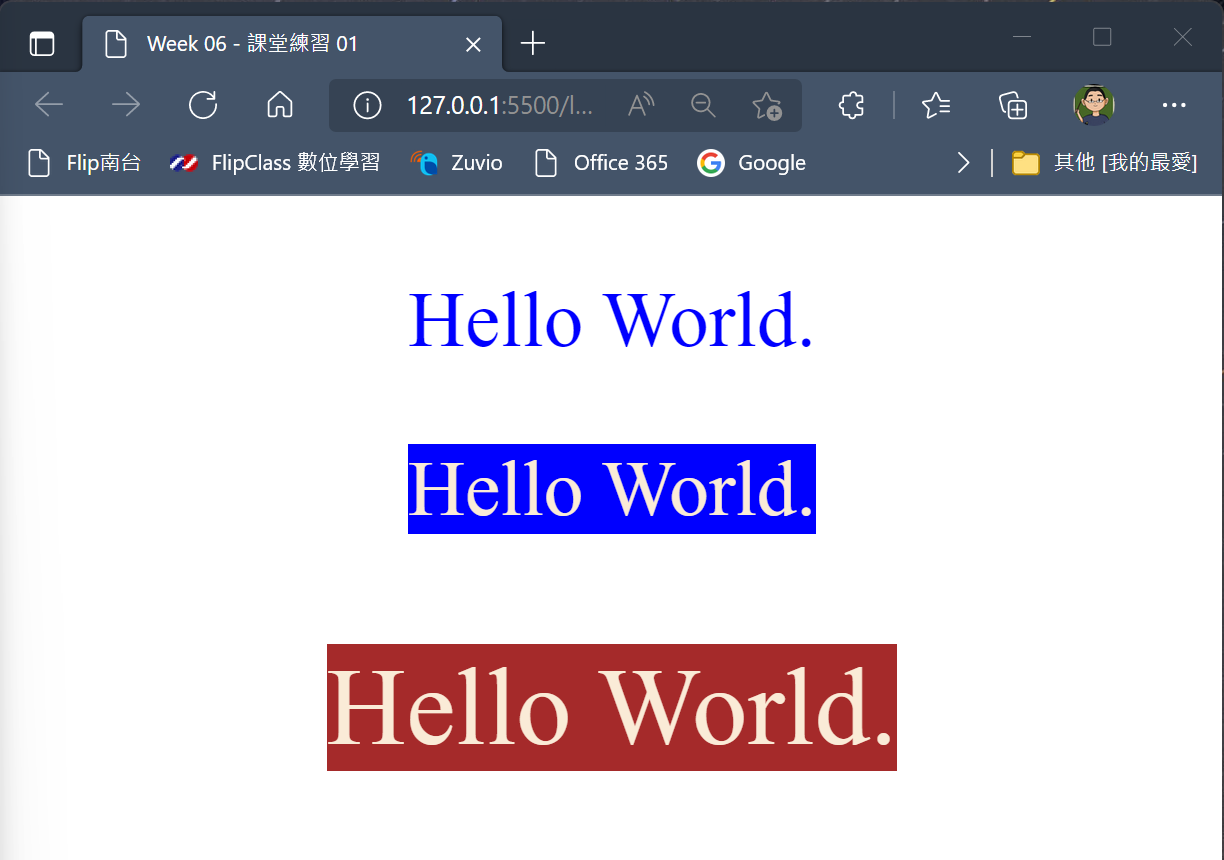 Week 06 - 課堂練習 01
127.0.0.1:5500/l...
Flip南台 FlipClass 數位學習 Zuvio Office 365 Google 其他 [我的最愛]
Hello World.
Hello World.
Hello World.